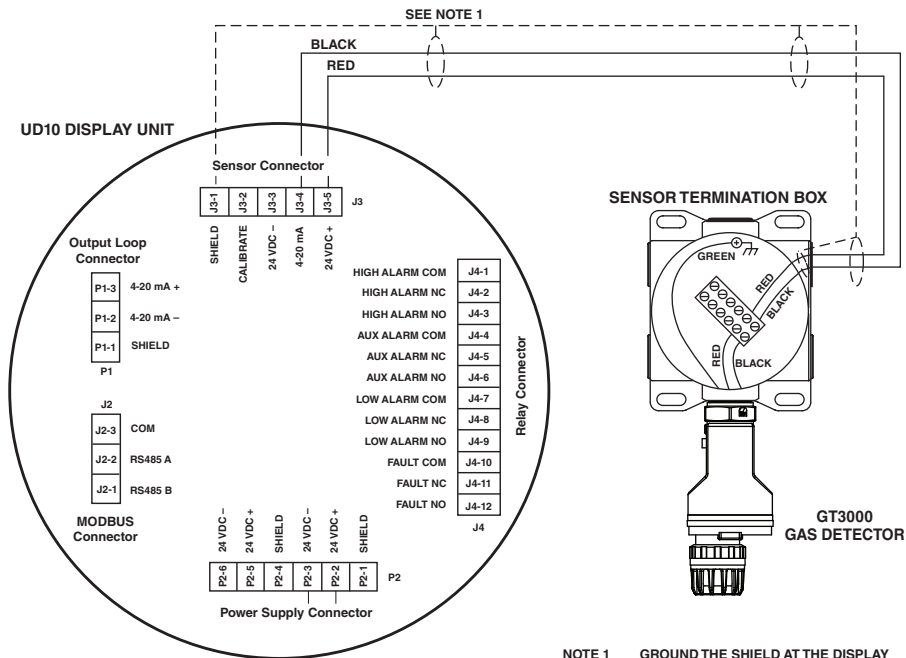 SEE NOTE 1
BLACK
RED
UD10 DISPLAY UNIT
Sensor Connector
J3-1
J3-2
J3-3
J3-4
J3-5
J3
SHIELD
CALIBRATE
24 VDC –
4-20 mA
24 VDC +
Output Loop
Connector
P1-3 4-20 mA +
P1-2 4-20 mA –
P1-1 SHIELD
P1
J2
J2-3 COM
J2-2 RS485 A
J2-1 RS485 B
MODBUS
Connector
HIGH ALARM COM J4-1
HIGH ALARM NC J4-2
HIGH ALARM NO J4-3
AUX ALARM COM J4-4
AUX ALARM NC J4-5
AUX ALARM NO J4-6
LOW ALARM COM J4-7
LOW ALARM NC J4-8
LOW ALARM NO J4-9
FAULT COM J4-10
FAULT NC J4-11
FAULT NO J4-12
J4
Relay Connector
24 VDC –
24 VDC +
SHIELD
24 VDC –
24 VDC +
SHIELD
P2-6
P2-5
P2-4
P2-3
P2-2
P2-1
P2
Power Supply Connector
SENSOR TERMINATION BOX
GREEN
RED
BLACK
RED
BLACK
GT3000
GAS DETECTOR
NOTE 1 GROUND THE SHIELD AT THE DISPLAY